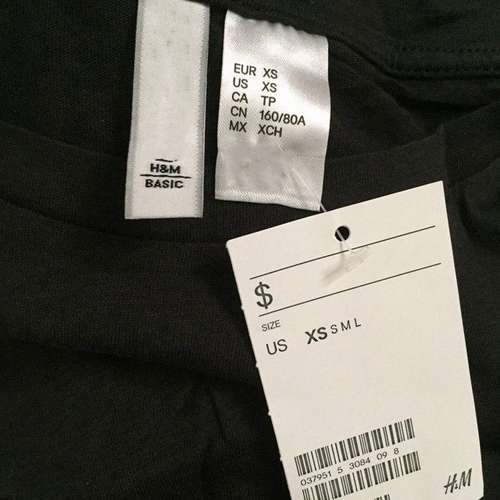 H&M
BASIC
EUR XS
US XS
CA TP
CN 160/80A
MX XCH
$
SIZE
US XS S M L
037951 5 3084 09 8
H&M